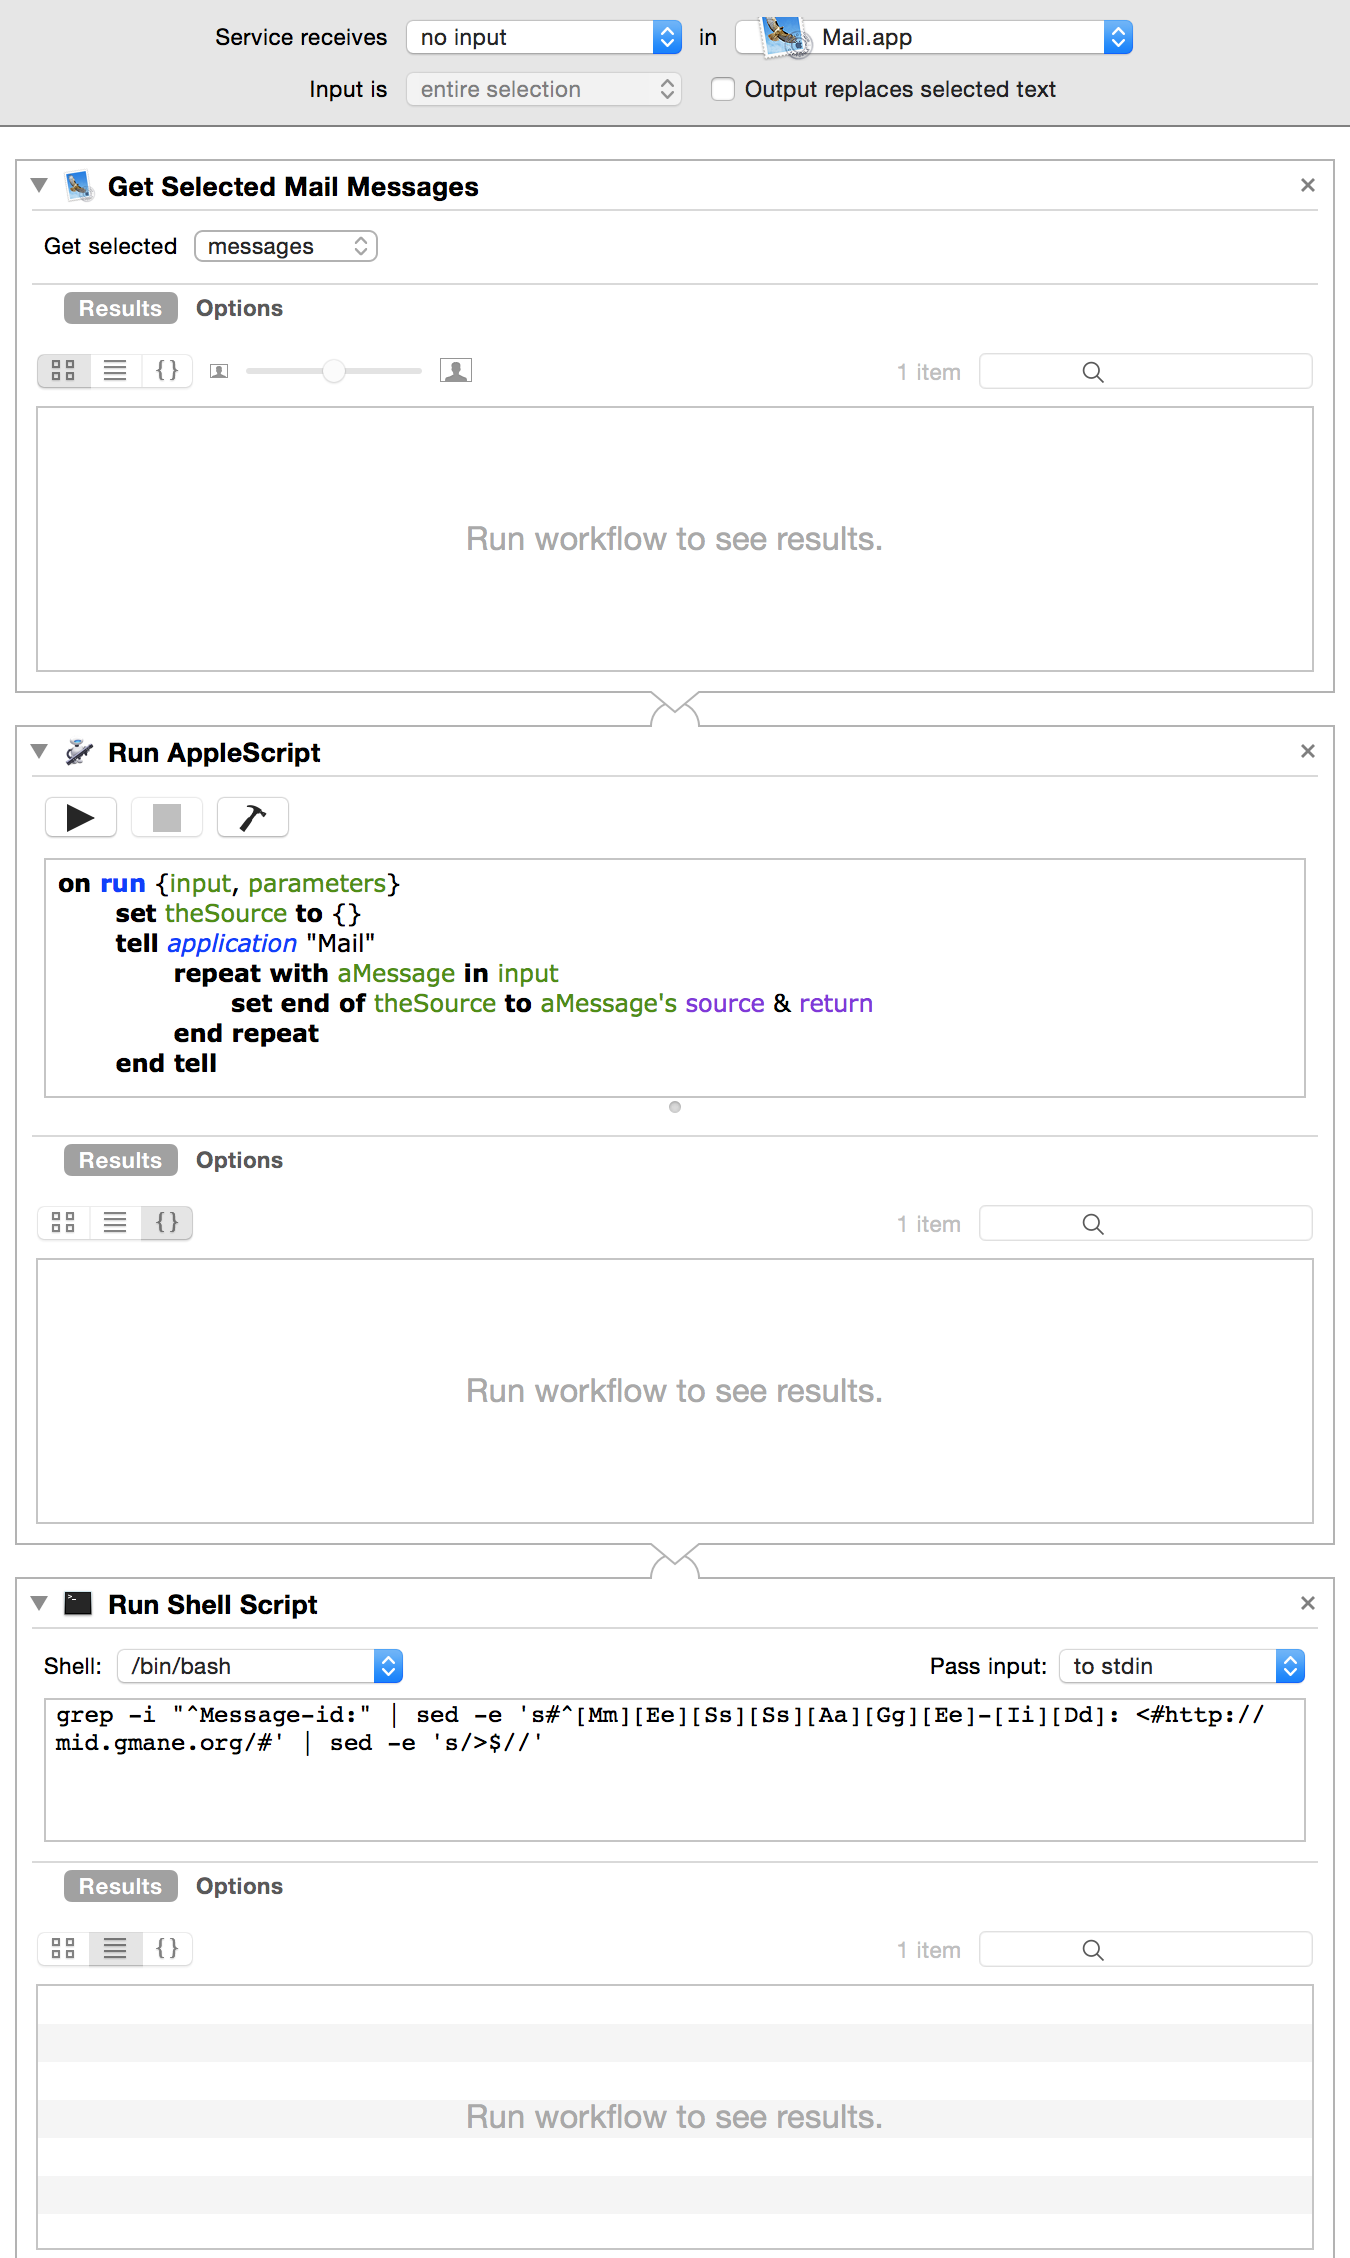 Service receives no input in Mail.app
Input is entire selection Output replaces selected text
Get Selected Mail Messages
Get selected messages
Results Options
{} 1 item
Run workflow to see results.
Run AppleScript
on run {input, parameters}
set theSource to {}
tell application "Mail"
repeat with aMessage in input
set end of theSource to aMessage's source & return
end repeat
end tell
Results Options
{} 1 item
Run workflow to see results.
Run Shell Script
Shell: /bin/bash Pass input: to stdin
grep -i "^Message-id:" | sed -e 's#^[Mm][Ee][Ss][Ss][Aa][Gg][Ee]-[Ii][Dd]: <#http://
mid.gmane.org/#' | sed -e 's/>$//'
Results Options
{} 1 item
Run workflow to see results.